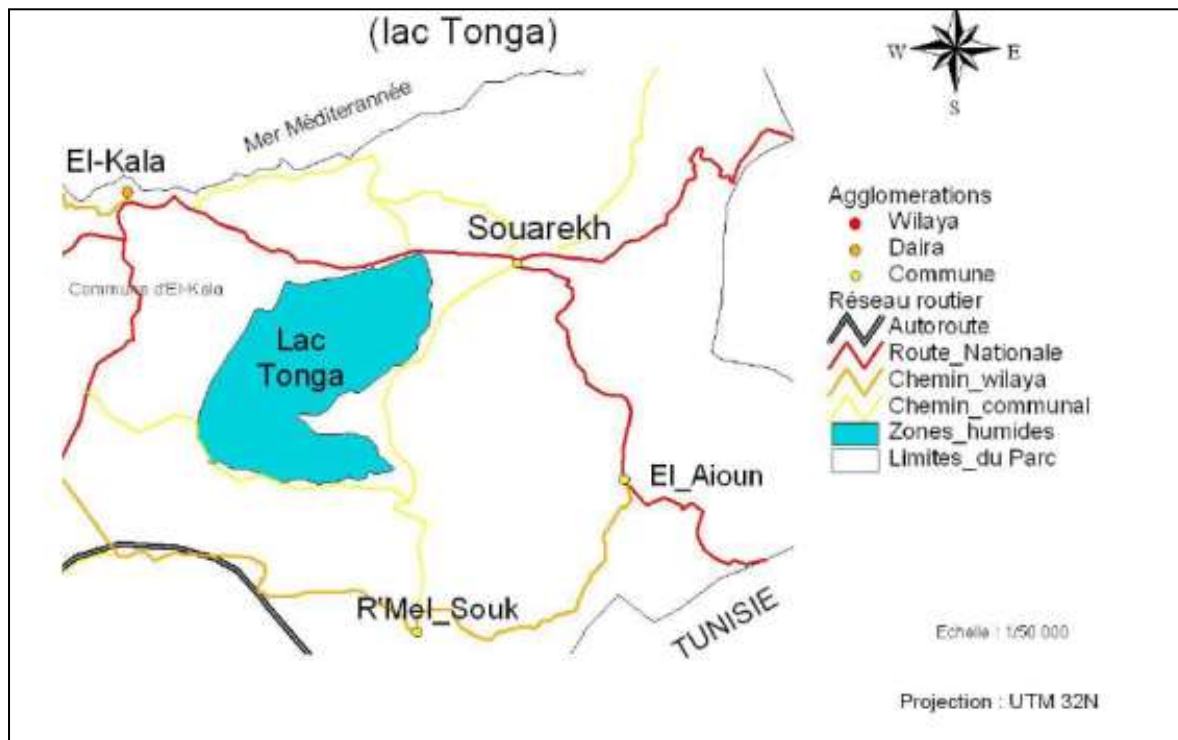 (lac Tonga)
W
E
S
Mer Méditerannée
El-Kala
Souarekh
Commune d'El-Kala
Lac
Tonga
El_Aioun
R'Mel_Souk
TUNISIE
Agglomerations
Wilaya
Daira
Commune
Réseau routier
Autoroute
Route_Nationale
Chemin_wilaya
Chemin_communal
Zones_humides
Limites_du Parc
Echelle : 1/50 000
Projection : UTM 32N